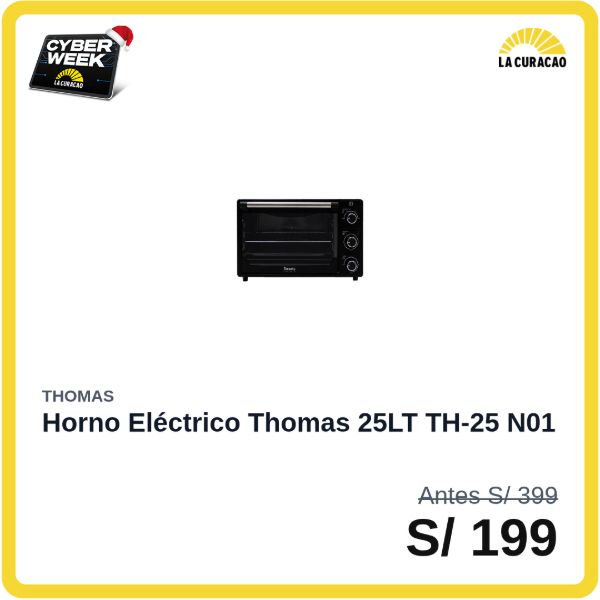 CYBER
WEEK
LA CURACAO
LA CURACAO
THOMAS
Horno Eléctrico Thomas 25LT TH-25 N01
Antes S/ 399
S/ 199